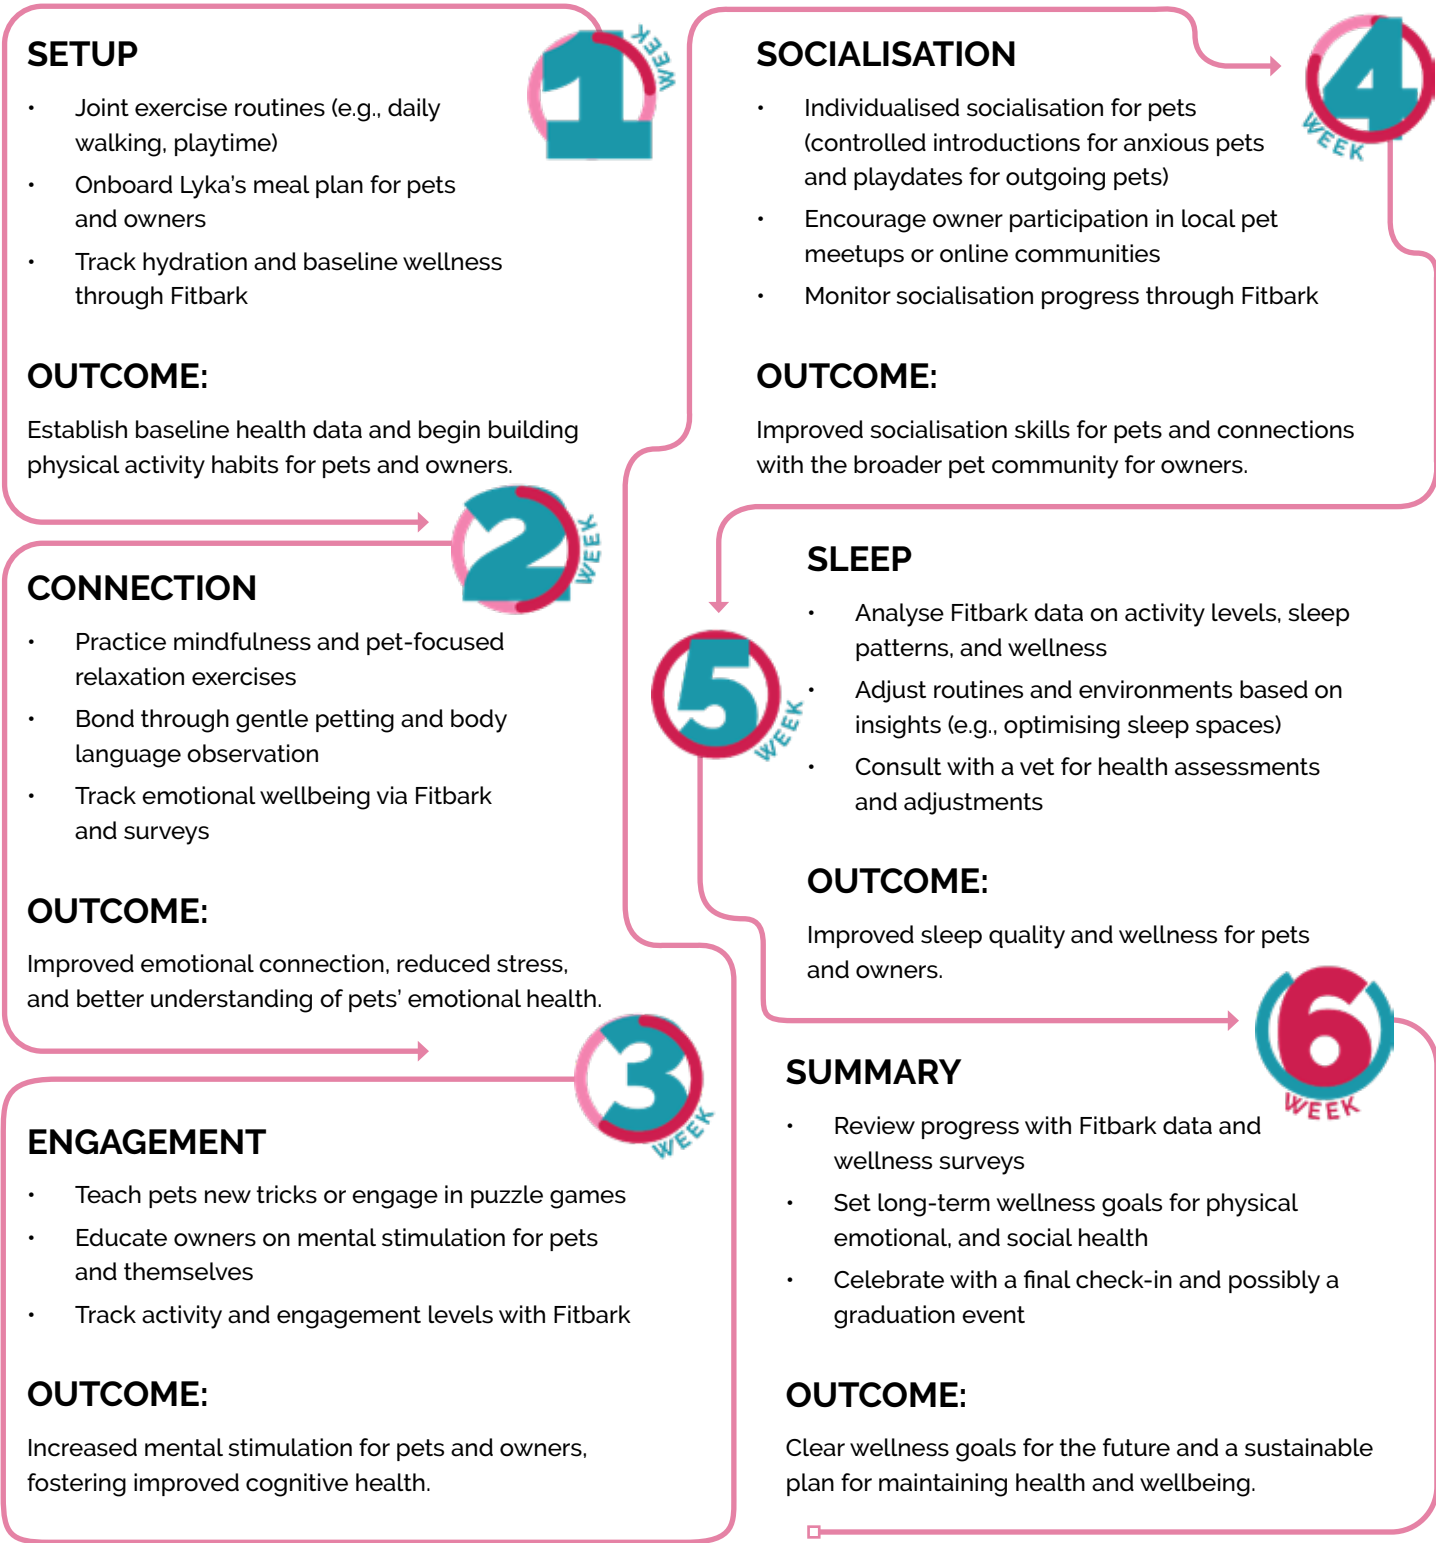 SETUP
1
WEEK
• Joint exercise routines (e.g., daily
walking, playtime)
• Onboard Lyka's meal plan for pets
and owners
• Track hydration and baseline wellness
through Fitbark
OUTCOME:
Establish baseline health data and begin building
physical activity habits for pets and owners.
2
WEEK
CONNECTION
• Practice mindfulness and pet-focused
relaxation exercises
• Bond through gentle petting and body
language observation
• Track emotional wellbeing via Fitbark
and surveys
OUTCOME:
Improved emotional connection, reduced stress,
and better understanding of pets' emotional health.
3
WEEK
ENGAGEMENT
• Teach pets new tricks or engage in puzzle games
• Educate owners on mental stimulation for pets
and themselves
• Track activity and engagement levels with Fitbark
OUTCOME:
Increased mental stimulation for pets and owners,
fostering improved cognitive health.
SOCIALISATION
4
WEEK
• Individualised socialisation for pets
(controlled introductions for anxious pets
and playdates for outgoing pets)
• Encourage owner participation in local pet
meetups or online communities
• Monitor socialisation progress through Fitbark
OUTCOME:
Improved socialisation skills for pets and connections
with the broader pet community for owners.
5
WEEK
SLEEP
• Analyse Fitbark data on activity levels, sleep
patterns, and wellness
• Adjust routines and environments based on
insights (e.g., optimising sleep spaces)
• Consult with a vet for health assessments
and adjustments
OUTCOME:
Improved sleep quality and wellness for pets
and owners.
6
WEEK
SUMMARY
• Review progress with Fitbark data and
wellness surveys
• Set long-term wellness goals for physical
emotional, and social health
• Celebrate with a final check-in and possibly a
graduation event
OUTCOME:
Clear wellness goals for the future and a sustainable
plan for maintaining health and wellbeing.